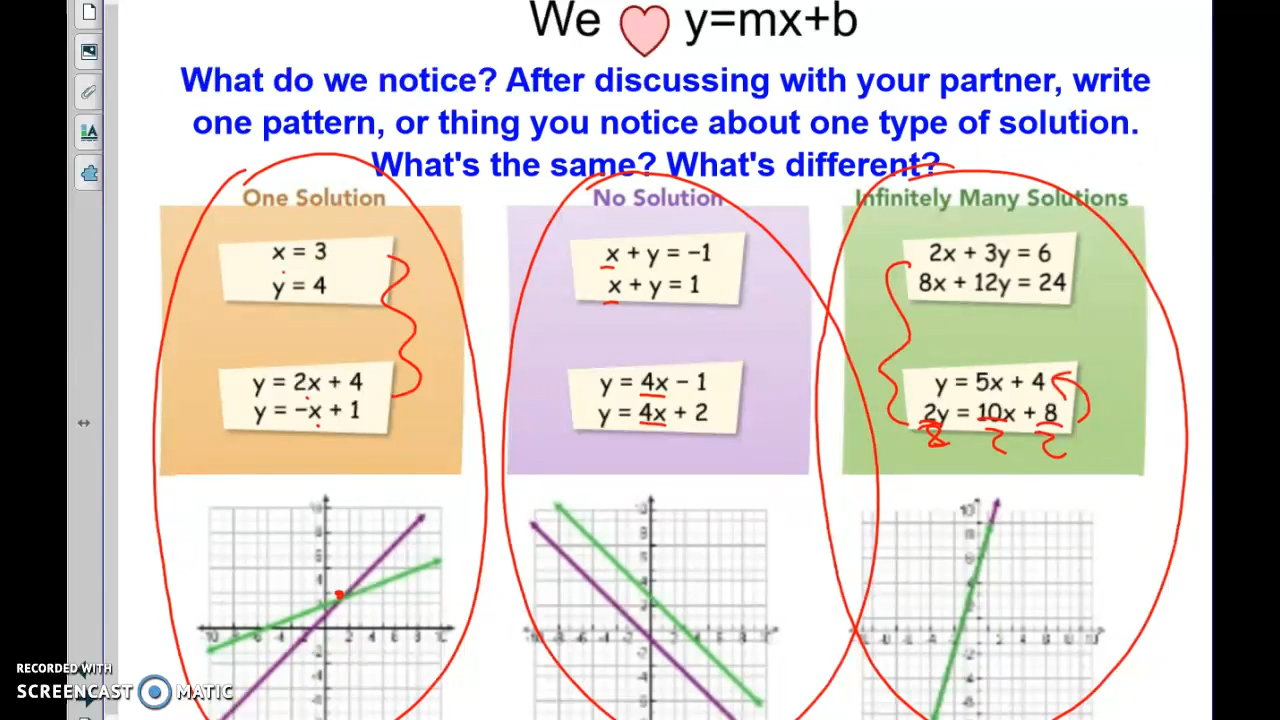 We y=mx+b
What do we notice? After discussing with your partner, write
one pattern, or thing you notice about one type of solution.
What's the same? What's different?
One Solution
x = 3
y = 4
y = 2x + 4
y = -x + 1
No Solution
x + y = -1
x + y = 1
y = 4x - 1
y = 4x + 2
Infinitely Many Solutions
2x + 3y = 6
8x + 12y = 24
y = 5x + 4
2y = 10x + 8
2 2
RECORDED WITH
SCREENCAST MATIC